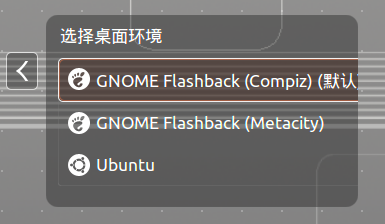 选择桌面环境
GNOME Flashback (Compiz) (默认
GNOME Flashback (Metacity)
Ubuntu